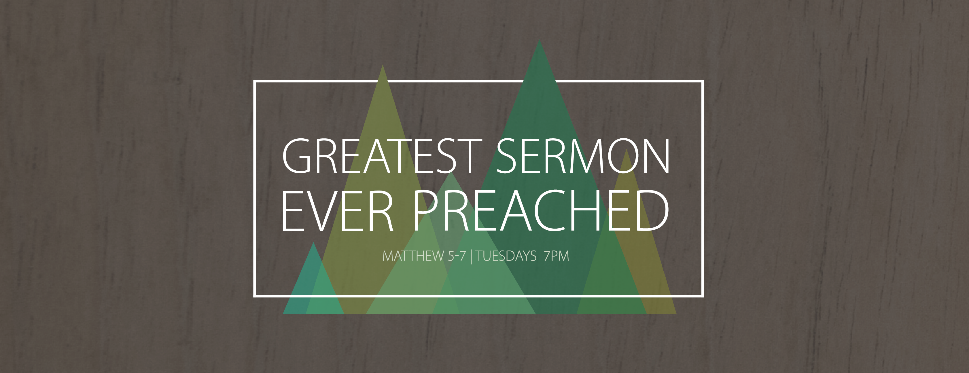 GREATEST SERMON
EVER PREACHED
MATTHEW 5-7 | TUESDAYS 7PM